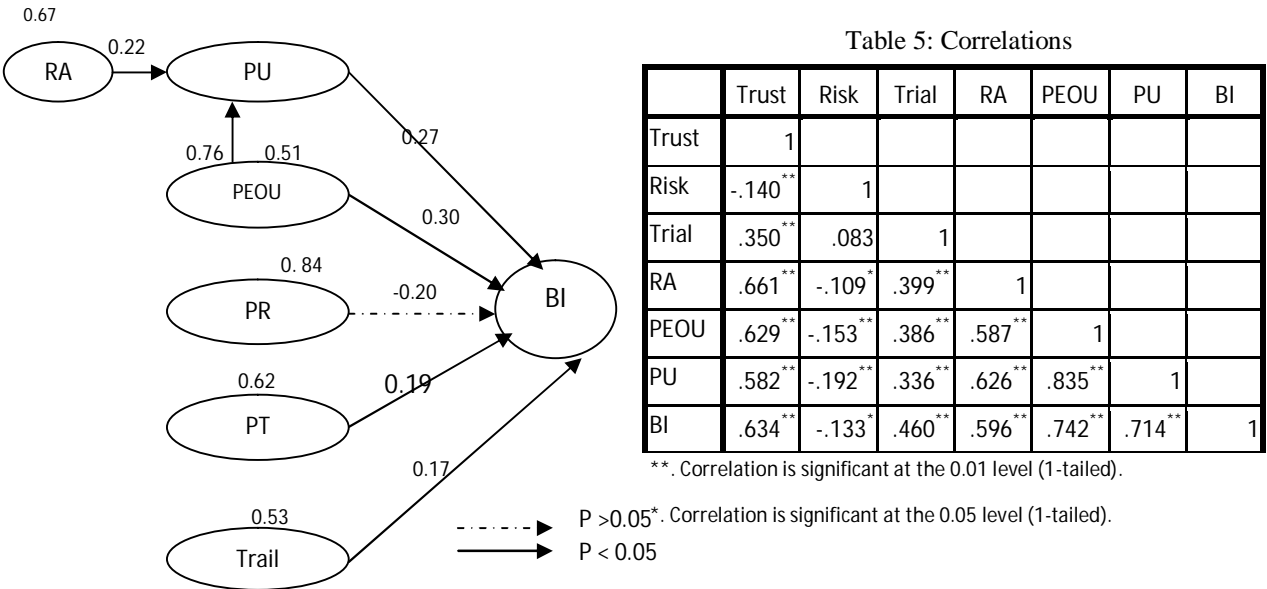 0.67
RA
0.22
PU
0.27
0.76
0.51
PEOU
0.30
0. 84
PR
-0.20
BI
0.62
PT
0.19
0.17
0.53
Trail
P >0.05
P < 0.05
Table 5: Correlations
Trust Risk Trial RA PEOU PU BI
Trust 1
Risk -.140** 1
Trial .350** .083 1
RA .661** -.109* .399** 1
PEOU .629** -.153** .386** .587** 1
PU .582** -.192** .336** .626** .835** 1
BI .634** -.133* .460** .596** .742** .714** 1
**. Correlation is significant at the 0.01 level (1-tailed).
*. Correlation is significant at the 0.05 level (1-tailed).